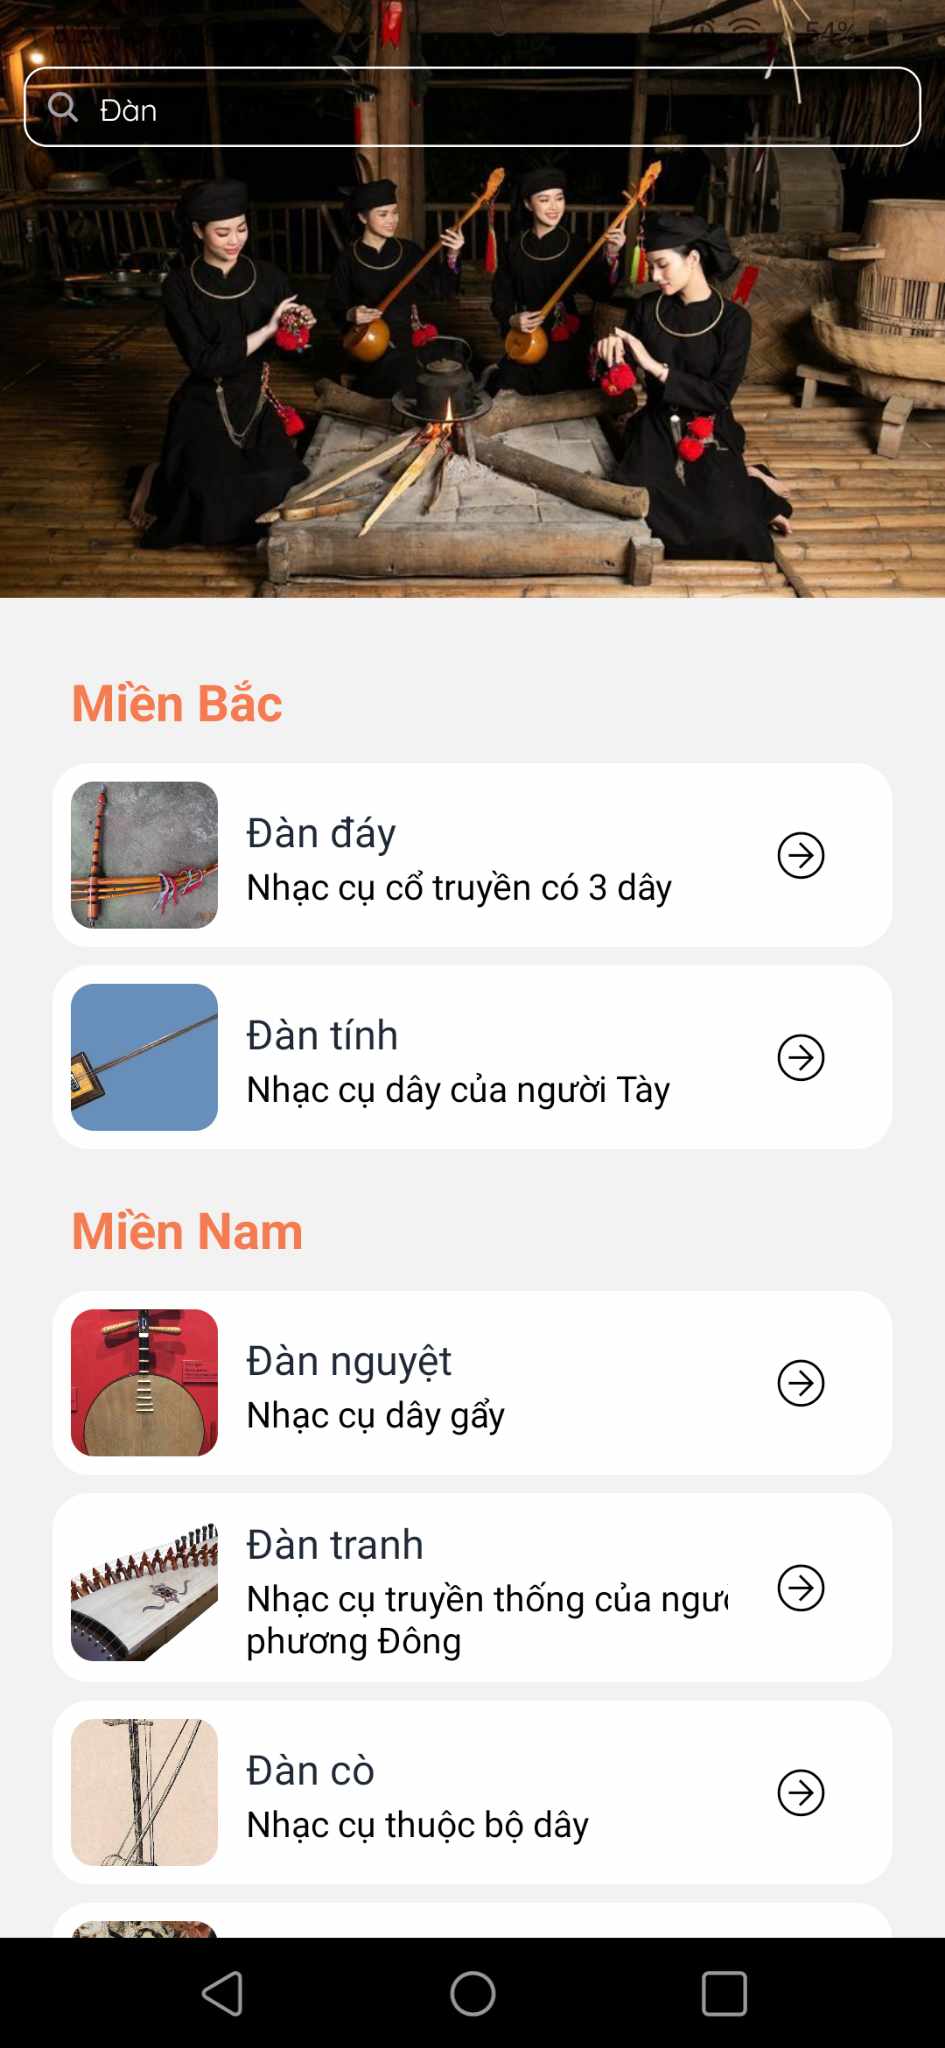 54%
Đàn
Miền Bắc
Đàn đáy
Nhạc cụ cổ truyền có 3 dây
Đàn tính
Nhạc cụ dây của người Tày
Miền Nam
Đàn nguyệt
Nhạc cụ dây gẩy
Đàn tranh
Nhạc cụ truyền thống của
phương Đông
Đàn cò
Nhạc cụ thuộc bộ dây